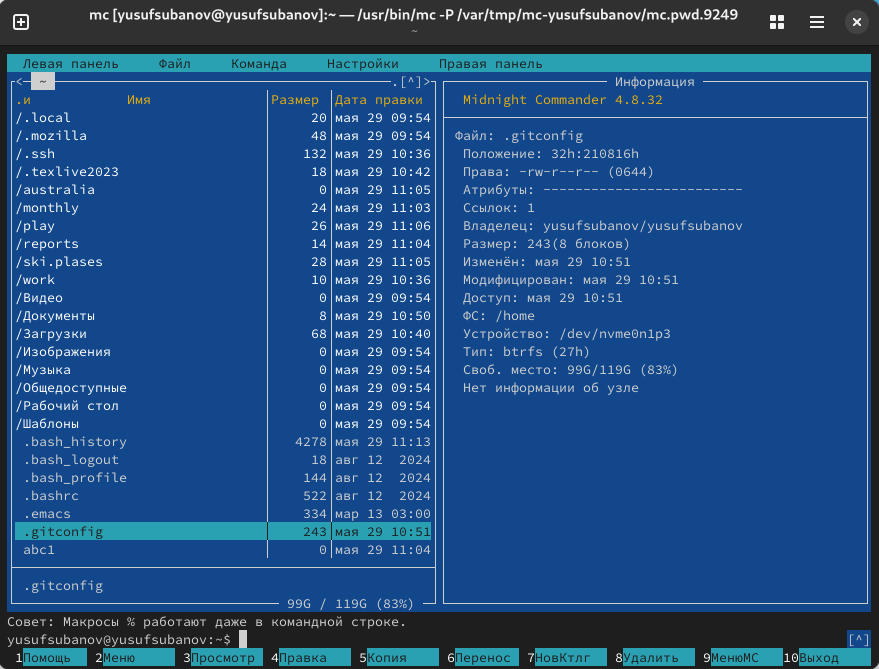 mc [yusufsubanov@yusufsubanov]:~ — /usr/bin/mc -P /var/tmp/mc-yusufsubanov/mc.pwd.9249
~
Левая панель Файл Команда Настройки Правая панель
<─ ~ .[^]> Информация
.и Имя Размер Дата правки Midnight Commander 4.8.32
/.local 20 мая 29 09:54
/.mozilla 48 мая 29 09:54 Файл: .gitconfig
/.ssh 132 мая 29 10:36 Положение: 32h:210816h
/.texlive2023 18 мая 29 10:42 Права: -rw-r--r-- (0644)
/australia 0 мая 29 11:05 Атрибуты: -------------------------
/monthly 24 мая 29 11:03 Ссылок: 1
/play 26 мая 29 11:06 Владелец: yusufsubanov/yusufsubanov
/reports 14 мая 29 11:04 Размер: 243(8 блоков)
/ski.plases 28 мая 29 11:05 Изменён: мая 29 10:51
/work 10 мая 29 10:36 Модифицирован: мая 29 10:51
/Видео 0 мая 29 09:54 Доступ: мая 29 10:51
/Документы 8 мая 29 10:50 ФС: /home
/Загрузки 68 мая 29 10:40 Устройство: /dev/nvme0n1p3
/Изображения 0 мая 29 09:54 Тип: btrfs (27h)
/Музыка 0 мая 29 09:54 Своб. место: 99G/119G (83%)
/Общедоступные 0 мая 29 09:54 Нет информации об узле
/Рабочий стол 0 мая 29 09:54
/Шаблоны 0 мая 29 09:54
.bash_history 4278 мая 29 11:13
.bash_logout 18 авг 12 2024
.bash_profile 144 авг 12 2024
.bashrc 522 авг 12 2024
.emacs 334 мар 13 03:00
.gitconfig 243 мая 29 10:51
abc1 0 мая 29 11:04
.gitconfig
99G / 119G (83%)
Совет: Макросы % работают даже в командной строке.
yusufsubanov@yusufsubanov:~$ [^]
1Помощь 2Меню 3Просмотр 4Правка 5Копия 6Перенос 7НовКтлг 8Удалить 9МенюМС 10Выход